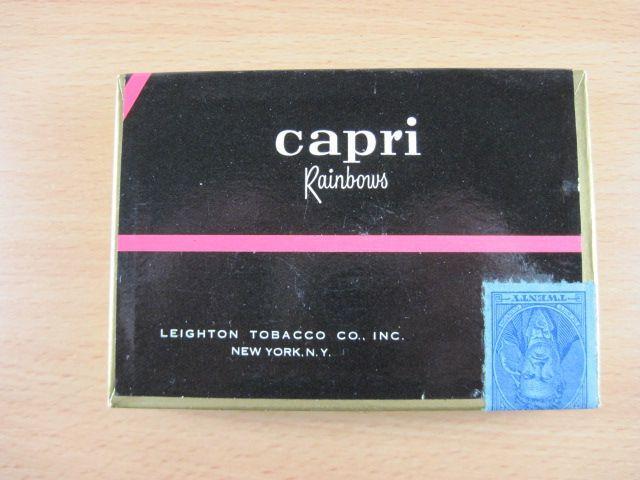 capri
Rainbows
LEIGHTON TOBACCO CO., INC.
NEW YORK, N.Y.
TWENTY